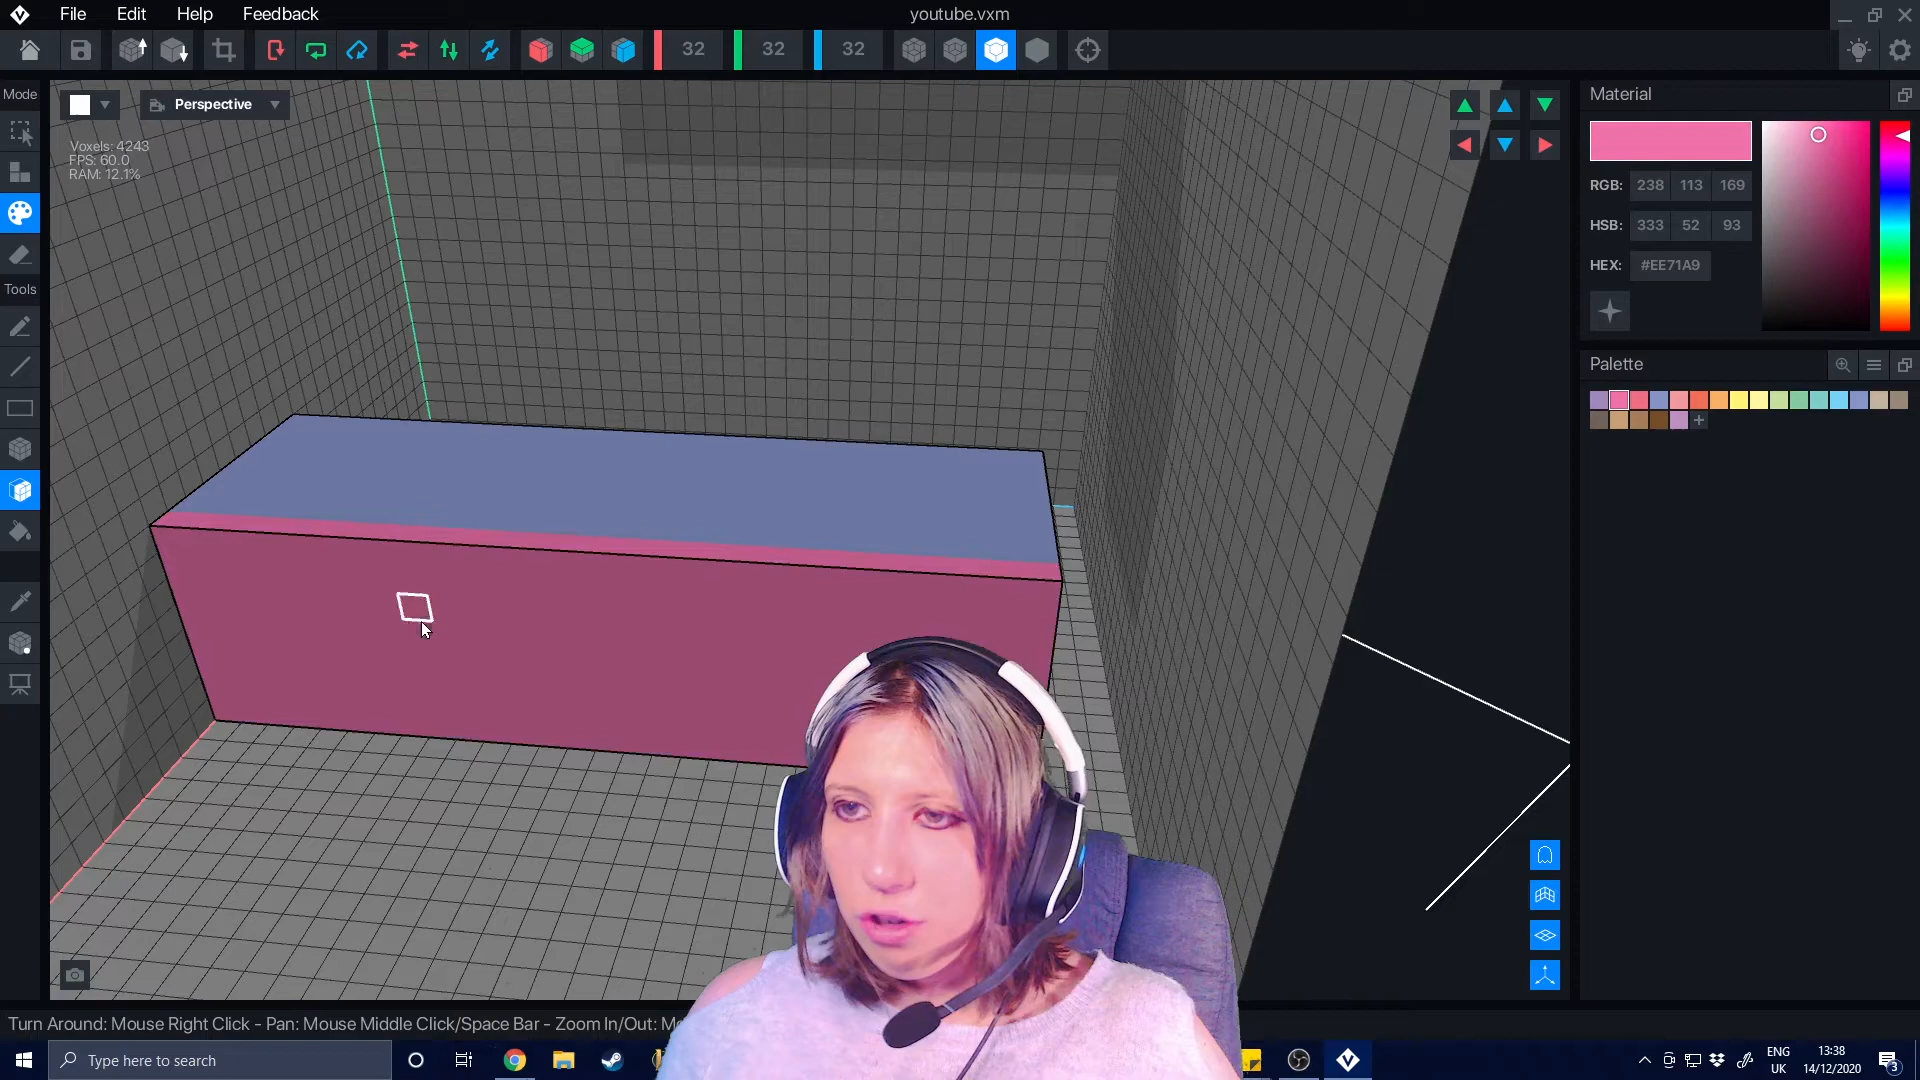 File Edit Help Feedback
youtube.vxm
32 32 32
Mode
Perspective
Voxels: 4243
FPS: 60.0
RAM: 12.1%
Tools
Material
RGB: 238 113 169
HSB: 333 52 93
HEX: #EE71A9
Palette
Turn Around: Mouse Right Click - Pan: Mouse Middle Click/Space Bar - Zoom In/Out:
Type here to search
ENG
UK
13:38
14/12/2020
3